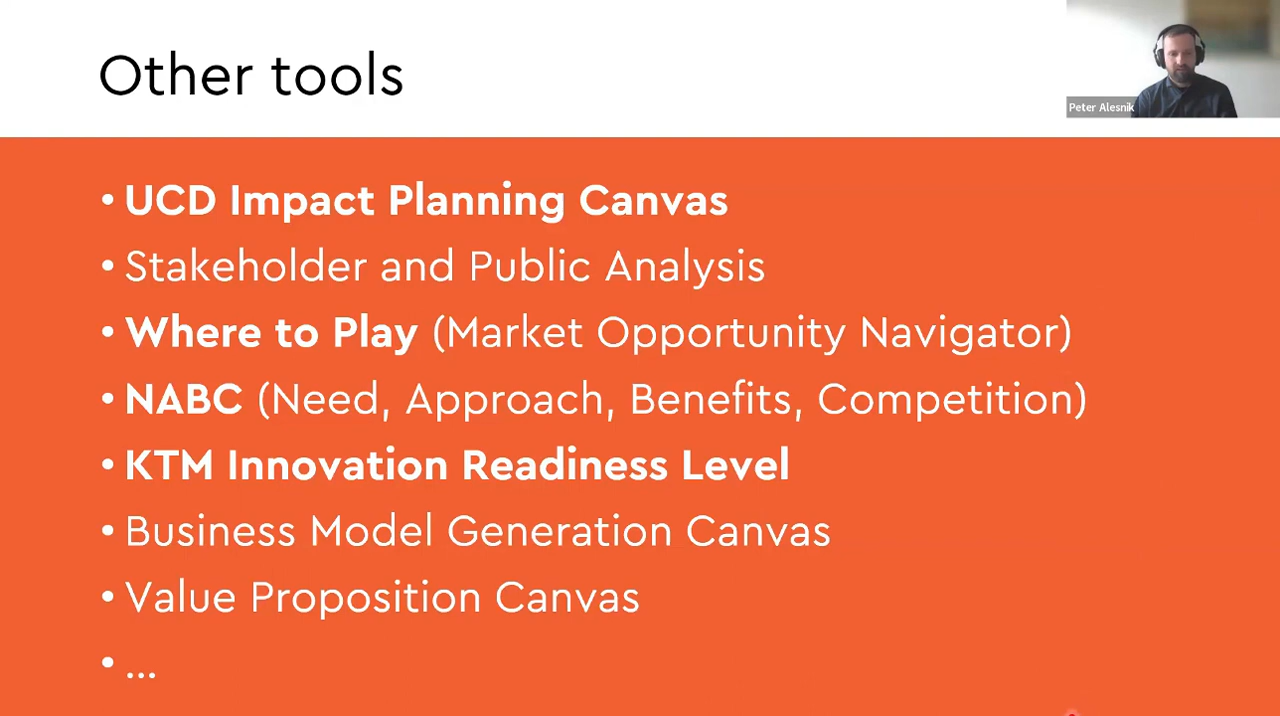 Other tools
Peter Alesnik
• UCD Impact Planning Canvas
• Stakeholder and Public Analysis
• Where to Play (Market Opportunity Navigator)
• NABC (Need, Approach, Benefits, Competition)
• KTM Innovation Readiness Level
• Business Model Generation Canvas
• Value Proposition Canvas
• ...